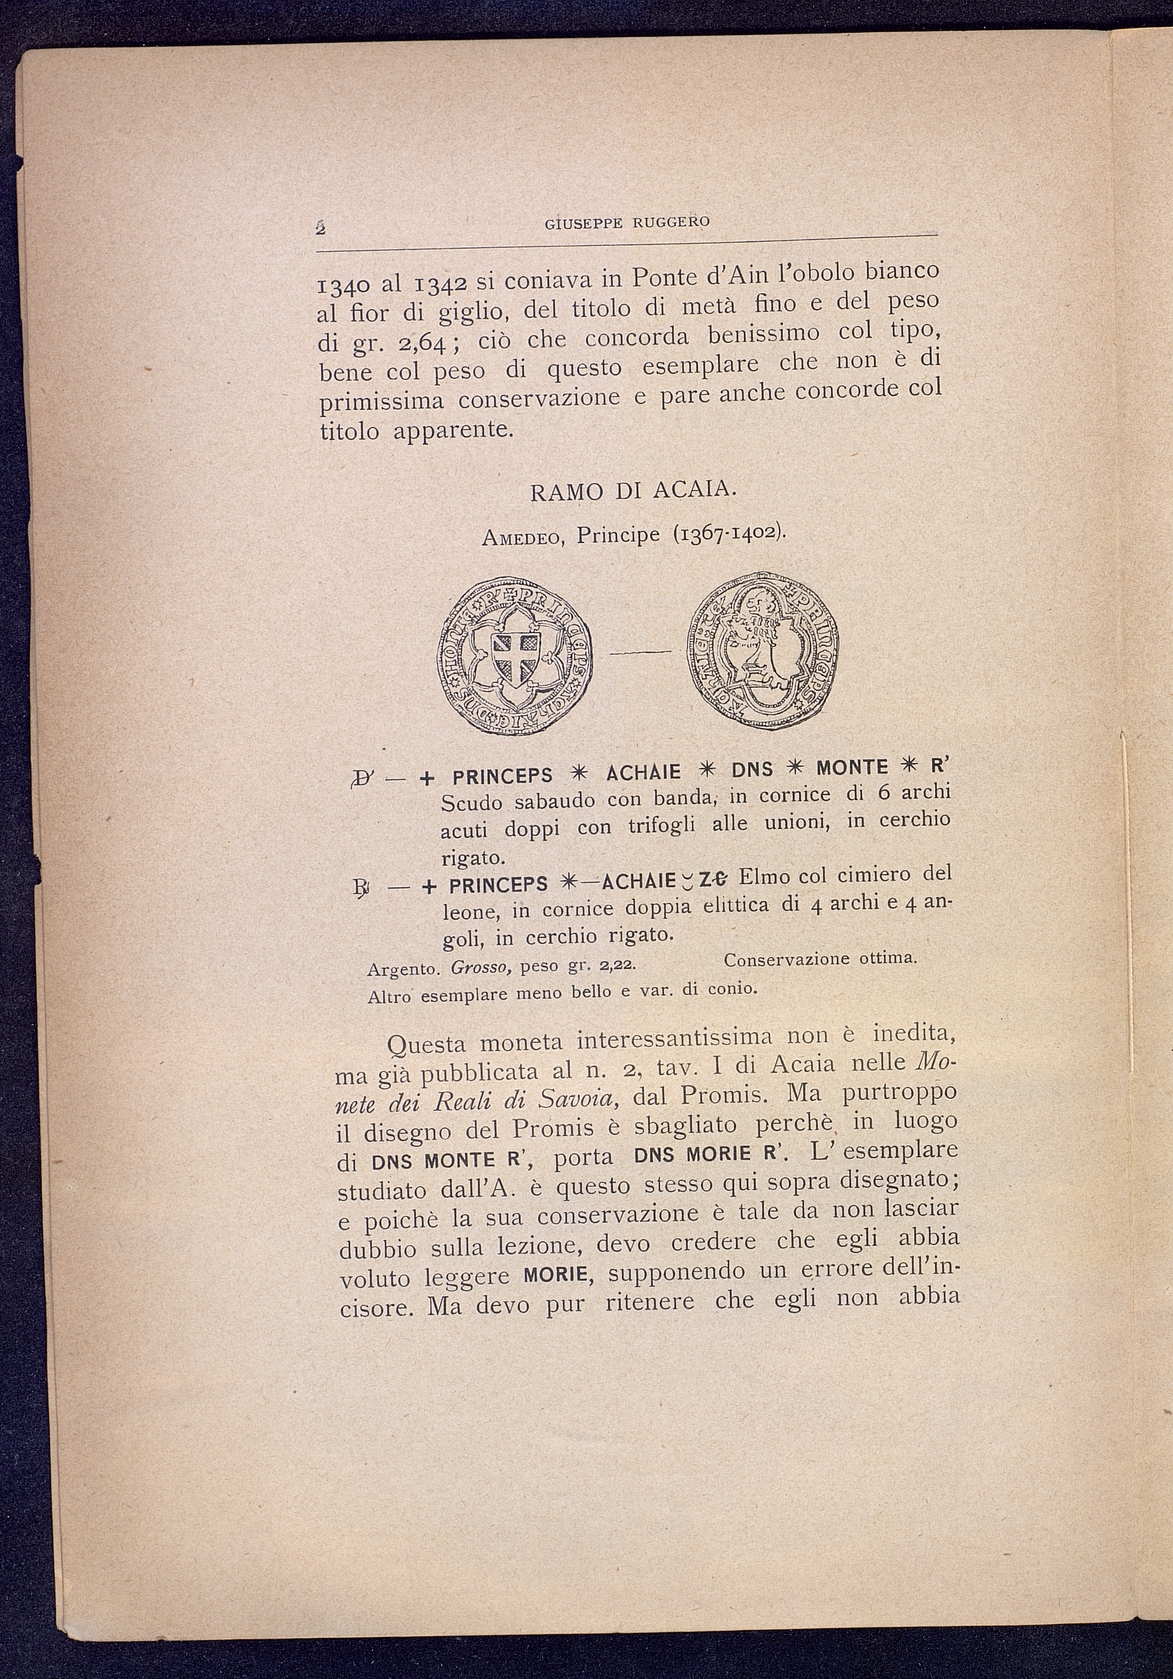 2 GIUSEPPE RUGGERO
1340 al 1342 si coniava in Ponte d'Ain l'obolo bianco
al fior di giglio, del titolo di metà fino e del peso
di gr. 2,64; ciò che concorda benissimo col tipo,
bene col peso di questo esemplare che non è di
primissima conservazione e pare anche concorde col
titolo apparente.
RAMO DI ACAIA.
AMEDEO, Principe (1367-1402).
D' — + PRINCEPS ✳ ACHAIE ✳ DNS ✳ MONTE ✳ R'
Scudo sabaudo con banda, in cornice di 6 archi
acuti doppi con trifogli alle unioni, in cerchio
rigato.
R — + PRINCEPS ✳—ACHAIE Elmo col cimiero del
leone, in cornice doppia elittica di 4 archi e 4 an-
goli, in cerchio rigato.
Argento. Grosso, peso gr. 2,22. Conservazione ottima.
Altro esemplare meno bello e var. di conio.
Questa moneta interessantissima non è inedita,
ma già pubblicata al n. 2, tav. I di Acaia nelle Mo-
nete dei Reali di Savoia, dal Promis. Ma purtroppo
il disegno del Promis è sbagliato perchè, in luogo
di DNS MONTE R', porta DNS MORIE R'. L'esemplare
studiato dall'A. è questo stesso qui sopra disegnato;
e poichè la sua conservazione è tale da non lasciar
dubbio sulla lezione, devo credere che egli abbia
voluto leggere MORIE, supponendo un errore dell'in-
cisore. Ma devo pur ritenere che egli non abbia